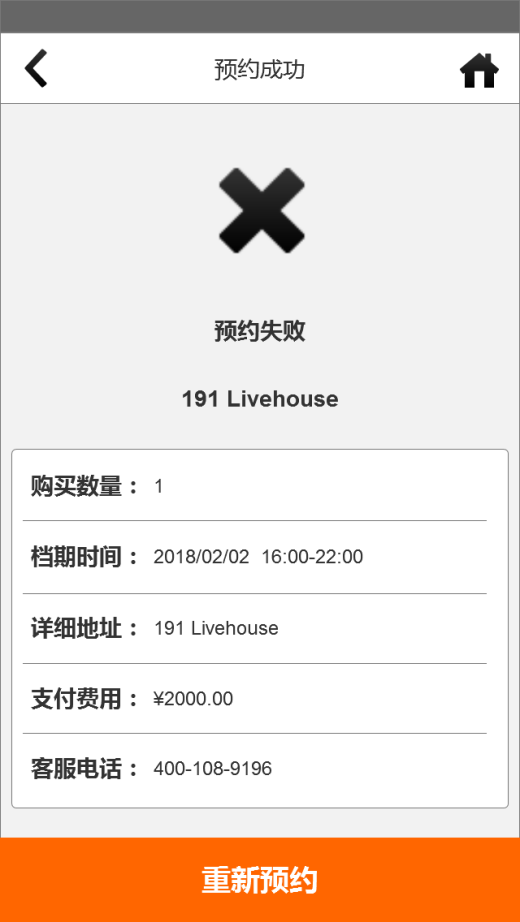 预约成功
预约失败
191 Livehouse
购买数量： 1
档期时间： 2018/02/02  16:00-22:00
详细地址： 191 Livehouse
支付费用： ¥2000.00
客服电话： 400-108-9196
重新预约